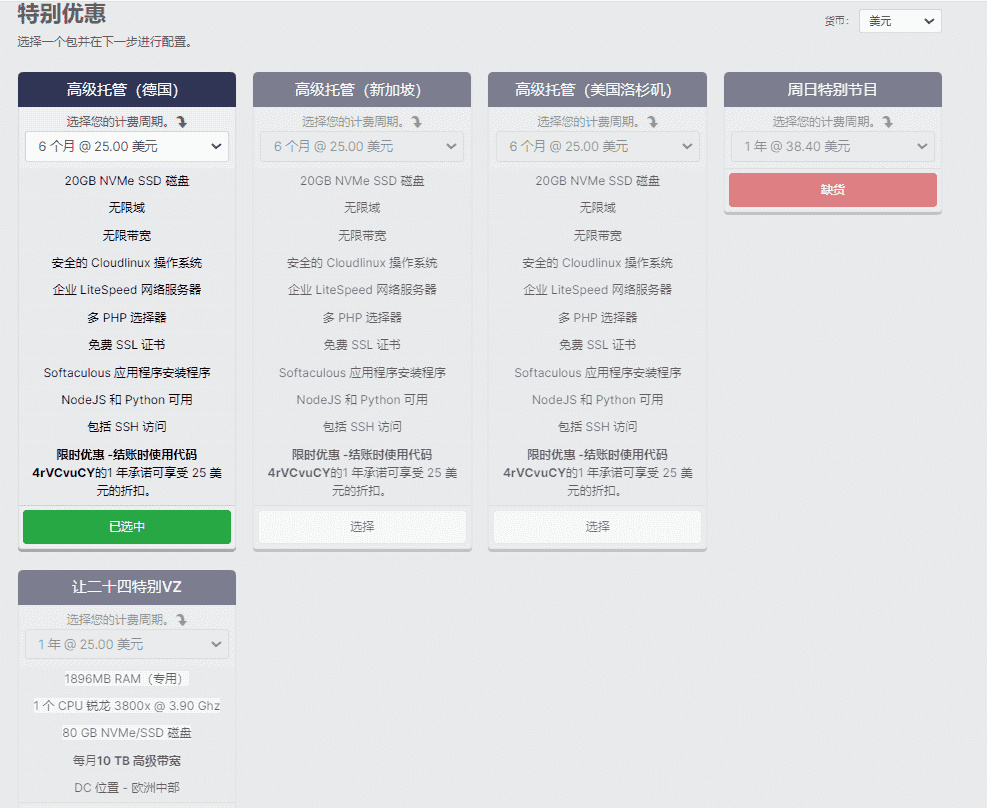 特别优惠
货币：
美元
选择一个包并在下一步进行配置。
高级托管（德国）
选择您的计费周期。
6 个月 @ 25.00 美元
20GB NVMe SSD 磁盘
无限域
无限带宽
安全的 Cloudlinux 操作系统
企业 LiteSpeed 网络服务器
多 PHP 选择器
免费 SSL 证书
Softaculous 应用程序安装程序
NodeJS 和 Python 可用
包括 SSH 访问
限时优惠 -结账时使用代码
4rVCvuCY的1 年承诺可享受 25 美
元的折扣。
已选中
高级托管（新加坡）
选择您的计费周期。
6 个月 @ 25.00 美元
20GB NVMe SSD 磁盘
无限域
无限带宽
安全的 Cloudlinux 操作系统
企业 LiteSpeed 网络服务器
多 PHP 选择器
免费 SSL 证书
Softaculous 应用程序安装程序
NodeJS 和 Python 可用
包括 SSH 访问
限时优惠 -结账时使用代码
4rVCvuCY的1 年承诺可享受 25 美
元的折扣。
选择
高级托管（美国洛杉矶）
选择您的计费周期。
6 个月 @ 25.00 美元
20GB NVMe SSD 磁盘
无限域
无限带宽
安全的 Cloudlinux 操作系统
企业 LiteSpeed 网络服务器
多 PHP 选择器
免费 SSL 证书
Softaculous 应用程序安装程序
NodeJS 和 Python 可用
包括 SSH 访问
限时优惠 -结账时使用代码
4rVCvuCY的1 年承诺可享受 25 美
元的折扣。
选择
周日特别节目
选择您的计费周期。
1 年 @ 38.40 美元
缺货
让二十四特别VZ
选择您的计费周期。
1 年 @ 25.00 美元
1896MB RAM（专用）
1 个 CPU 锐龙 3800x @ 3.90 Ghz
80 GB NVMe/SSD 磁盘
每月10 TB 高级带宽
DC 位置 - 欧洲中部